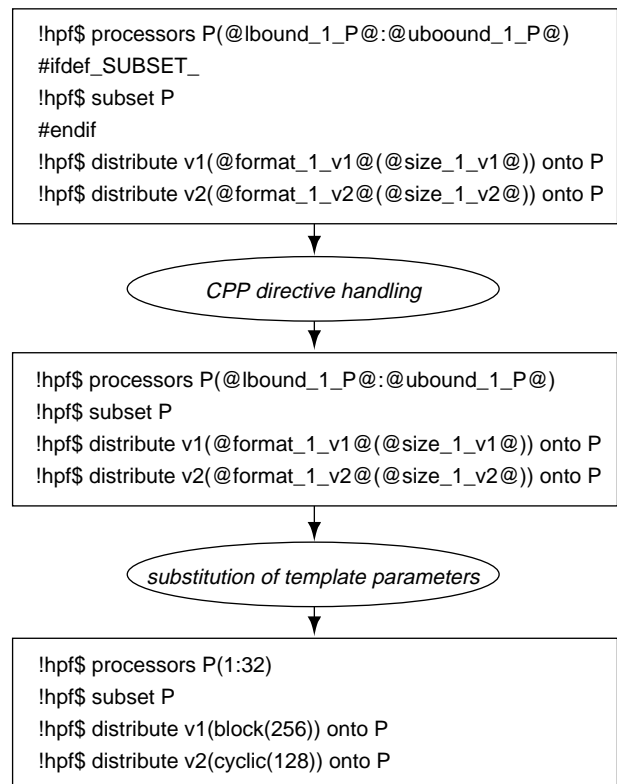 !hpf$ processors P(@lbound_1_P@:@uboound_1_P@)
#ifdef_SUBSET_
!hpf$ subset P
#endif
!hpf$ distribute v1(@format_1_v1@(@size_1_v1@)) onto P
!hpf$ distribute v2(@format_1_v2@(@size_1_v2@)) onto P
CPP directive handling
!hpf$ processors P(@lbound_1_P@:@ubound_1_P@)
!hpf$ subset P
!hpf$ distribute v1(@format_1_v1@(@size_1_v1@)) onto P
!hpf$ distribute v2(@format_1_v2@(@size_1_v2@)) onto P
substitution of template parameters
!hpf$ processors P(1:32)
!hpf$ subset P
!hpf$ distribute v1(block(256)) onto P
!hpf$ distribute v2(cyclic(128)) onto P